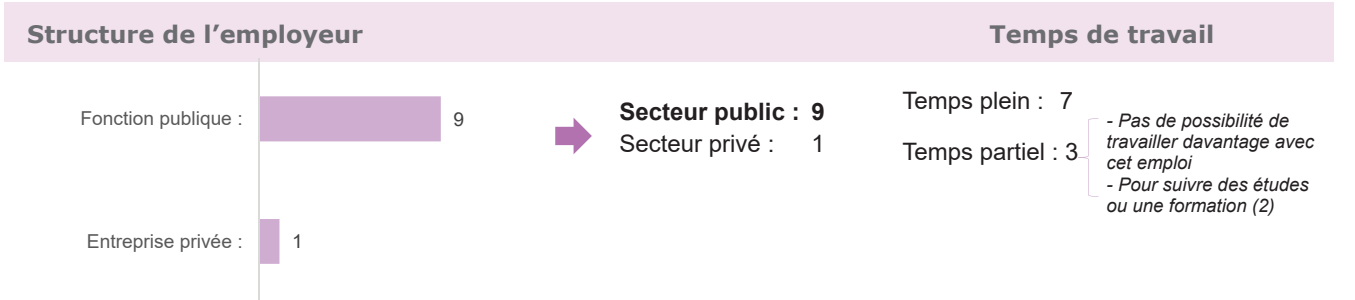 Structure de l’employeur
Temps de travail
Fonction publique :
9
Entreprise privée :
1
Secteur public : 9
Secteur privé : 1
Temps plein : 7
Temps partiel : 3
- Pas de possibilité de
travailler davantage avec
cet emploi
- Pour suivre des études
ou une formation (2)